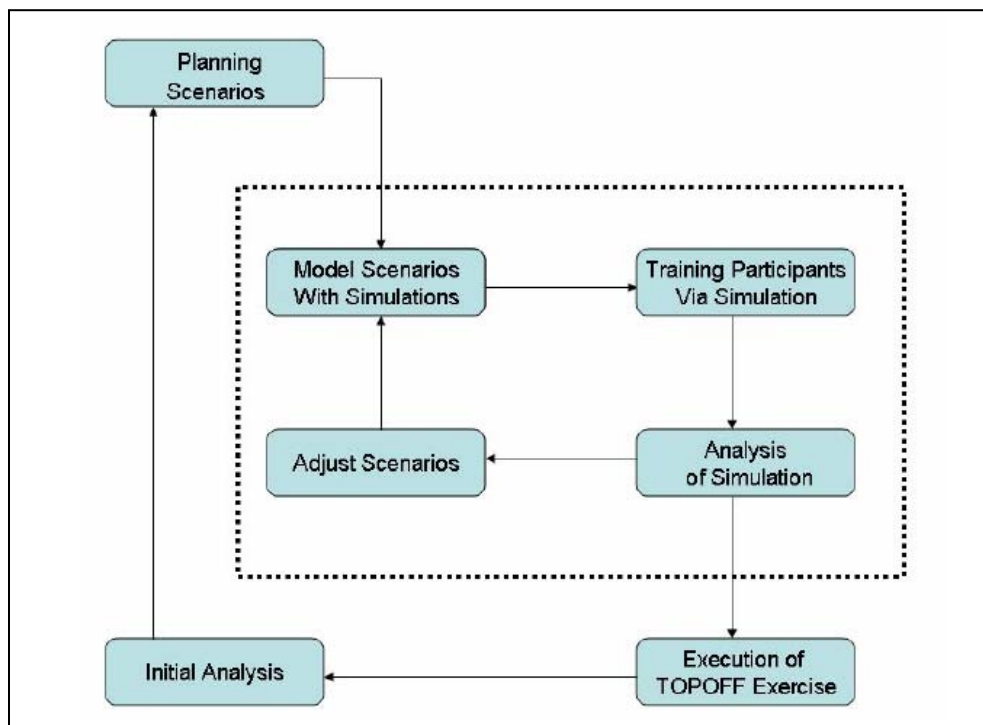 Planning
Scenarios
Model Scenarios
With Simulations
Training Participants
Via Simulation
Adjust Scenarios
Analysis
of Simulation
Initial Analysis
Execution of
TOPOFF Exercise